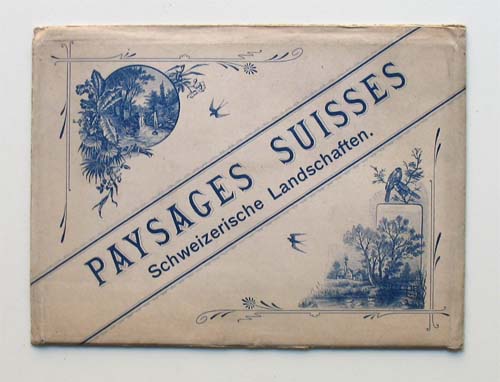 PAYSAGES SUISSES
Schweizerische Landschaften.